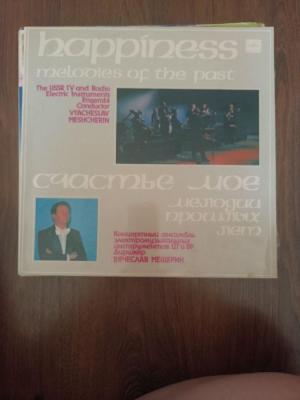 happiness
melodies of the past
The USSR TV and Radio
Electric Instruments
Ensembl
Conductor
VYACHESLAV
MESHCHERIN
счастье мое
мелодии
прошлых
лет
Концертный ансамбль
электромузыкальных
инструментов ЦТ и ВР
Дирижер
ВЯЧЕСЛАВ МЕЩЕРИН